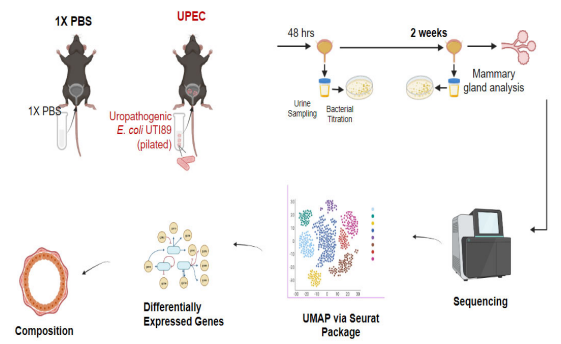 1X PBS
UPEC
1X PBS
Uropathogenic
E. coli UTI89
(pilated)
48 hrs
2 weeks
Urine
Sampling
Bacterial
Titration
Mammary
gland analysis
Sequencing
UMAP via Seurat
Package
Differentially
Expressed Genes
Composition